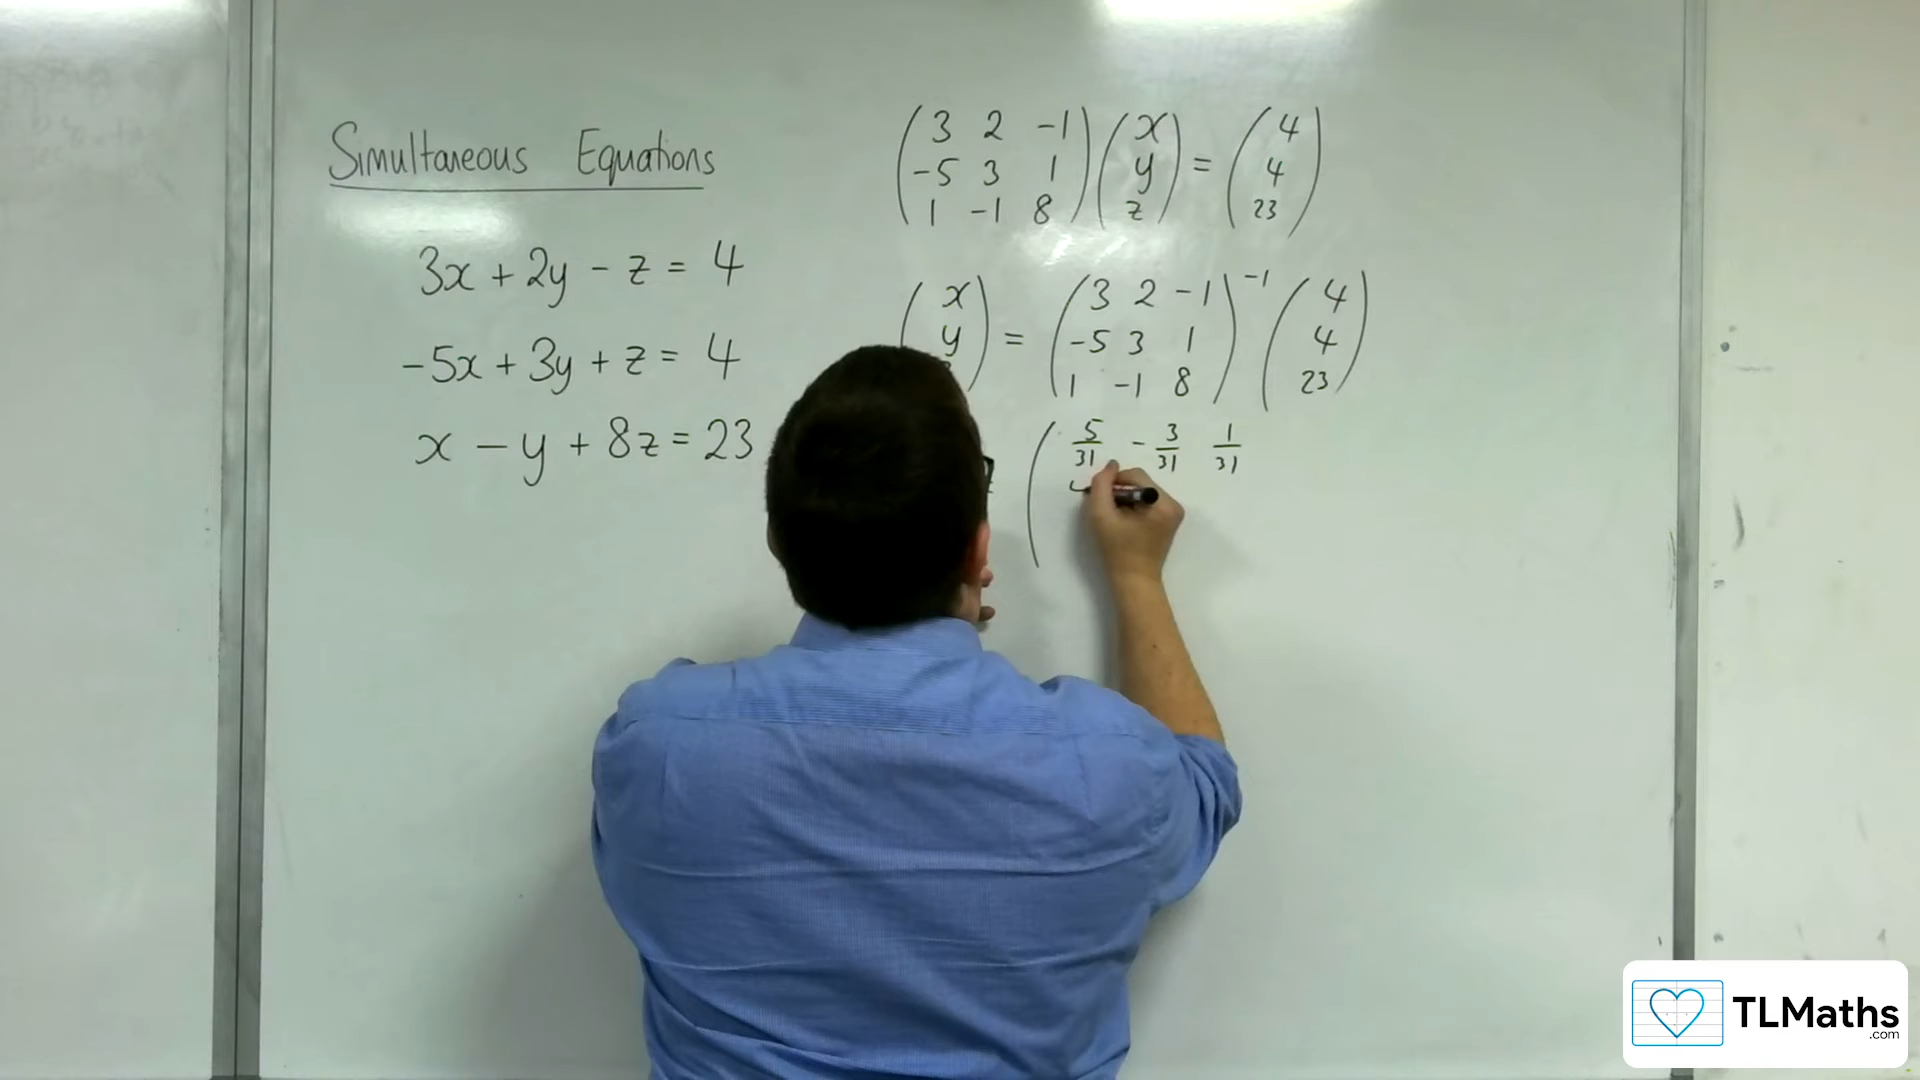 Simultaneous Equations
3x + 2y - z = 4
-5x + 3y + z = 4
x - y + 8z = 23
(3 2 -1) (x) = (4)
(-5 3 1) (y) (4)
(1 -1 8) (z) (23)
(x) = (3 2 -1)⁻¹ (4)
(y) (-5 3 1) (4)
(1 -1 8) (23)
( 5/31 - 3/31 1/31
TLMaths
.com